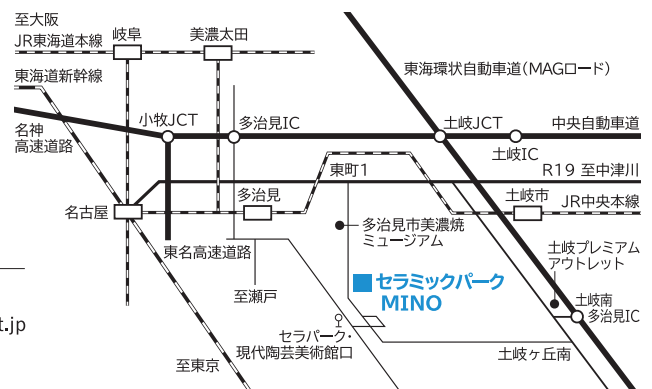 至大阪
JR東海道本線
岐阜
美濃太田
東海道新幹線
東海環状自動車道(MAGロード)
小牧JCT
多治見IC
土岐JCT
中央自動車道
名神
高速道路
土岐IC
東町1
R19 至中津川
多治見
土岐市
JR中央本線
名古屋
多治見市美濃焼
ミュージアム
東名高速道路
土岐プレミアム
アウトレット
セラミックパーク
MINO
至瀬戸
土岐南
多治見IC
t.jp
セラパーク・
現代陶芸美術館口
土岐ヶ丘南
至東京